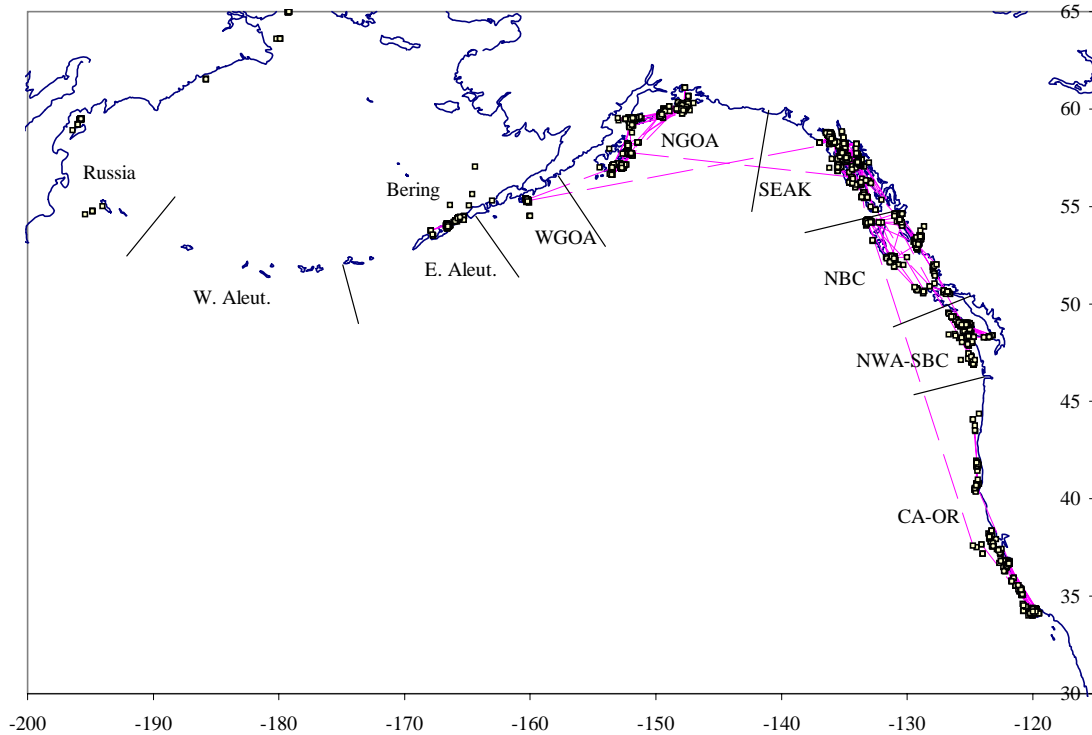 65
60
NGOA
Russia
Bering
SEAK
55
WGOA
E. Aleut.
NBC
W. Aleut.
50
NWA-SBC
45
40
CA-OR
35
30
-200 -190 -180 -170 -160 -150 -140 -130 -120